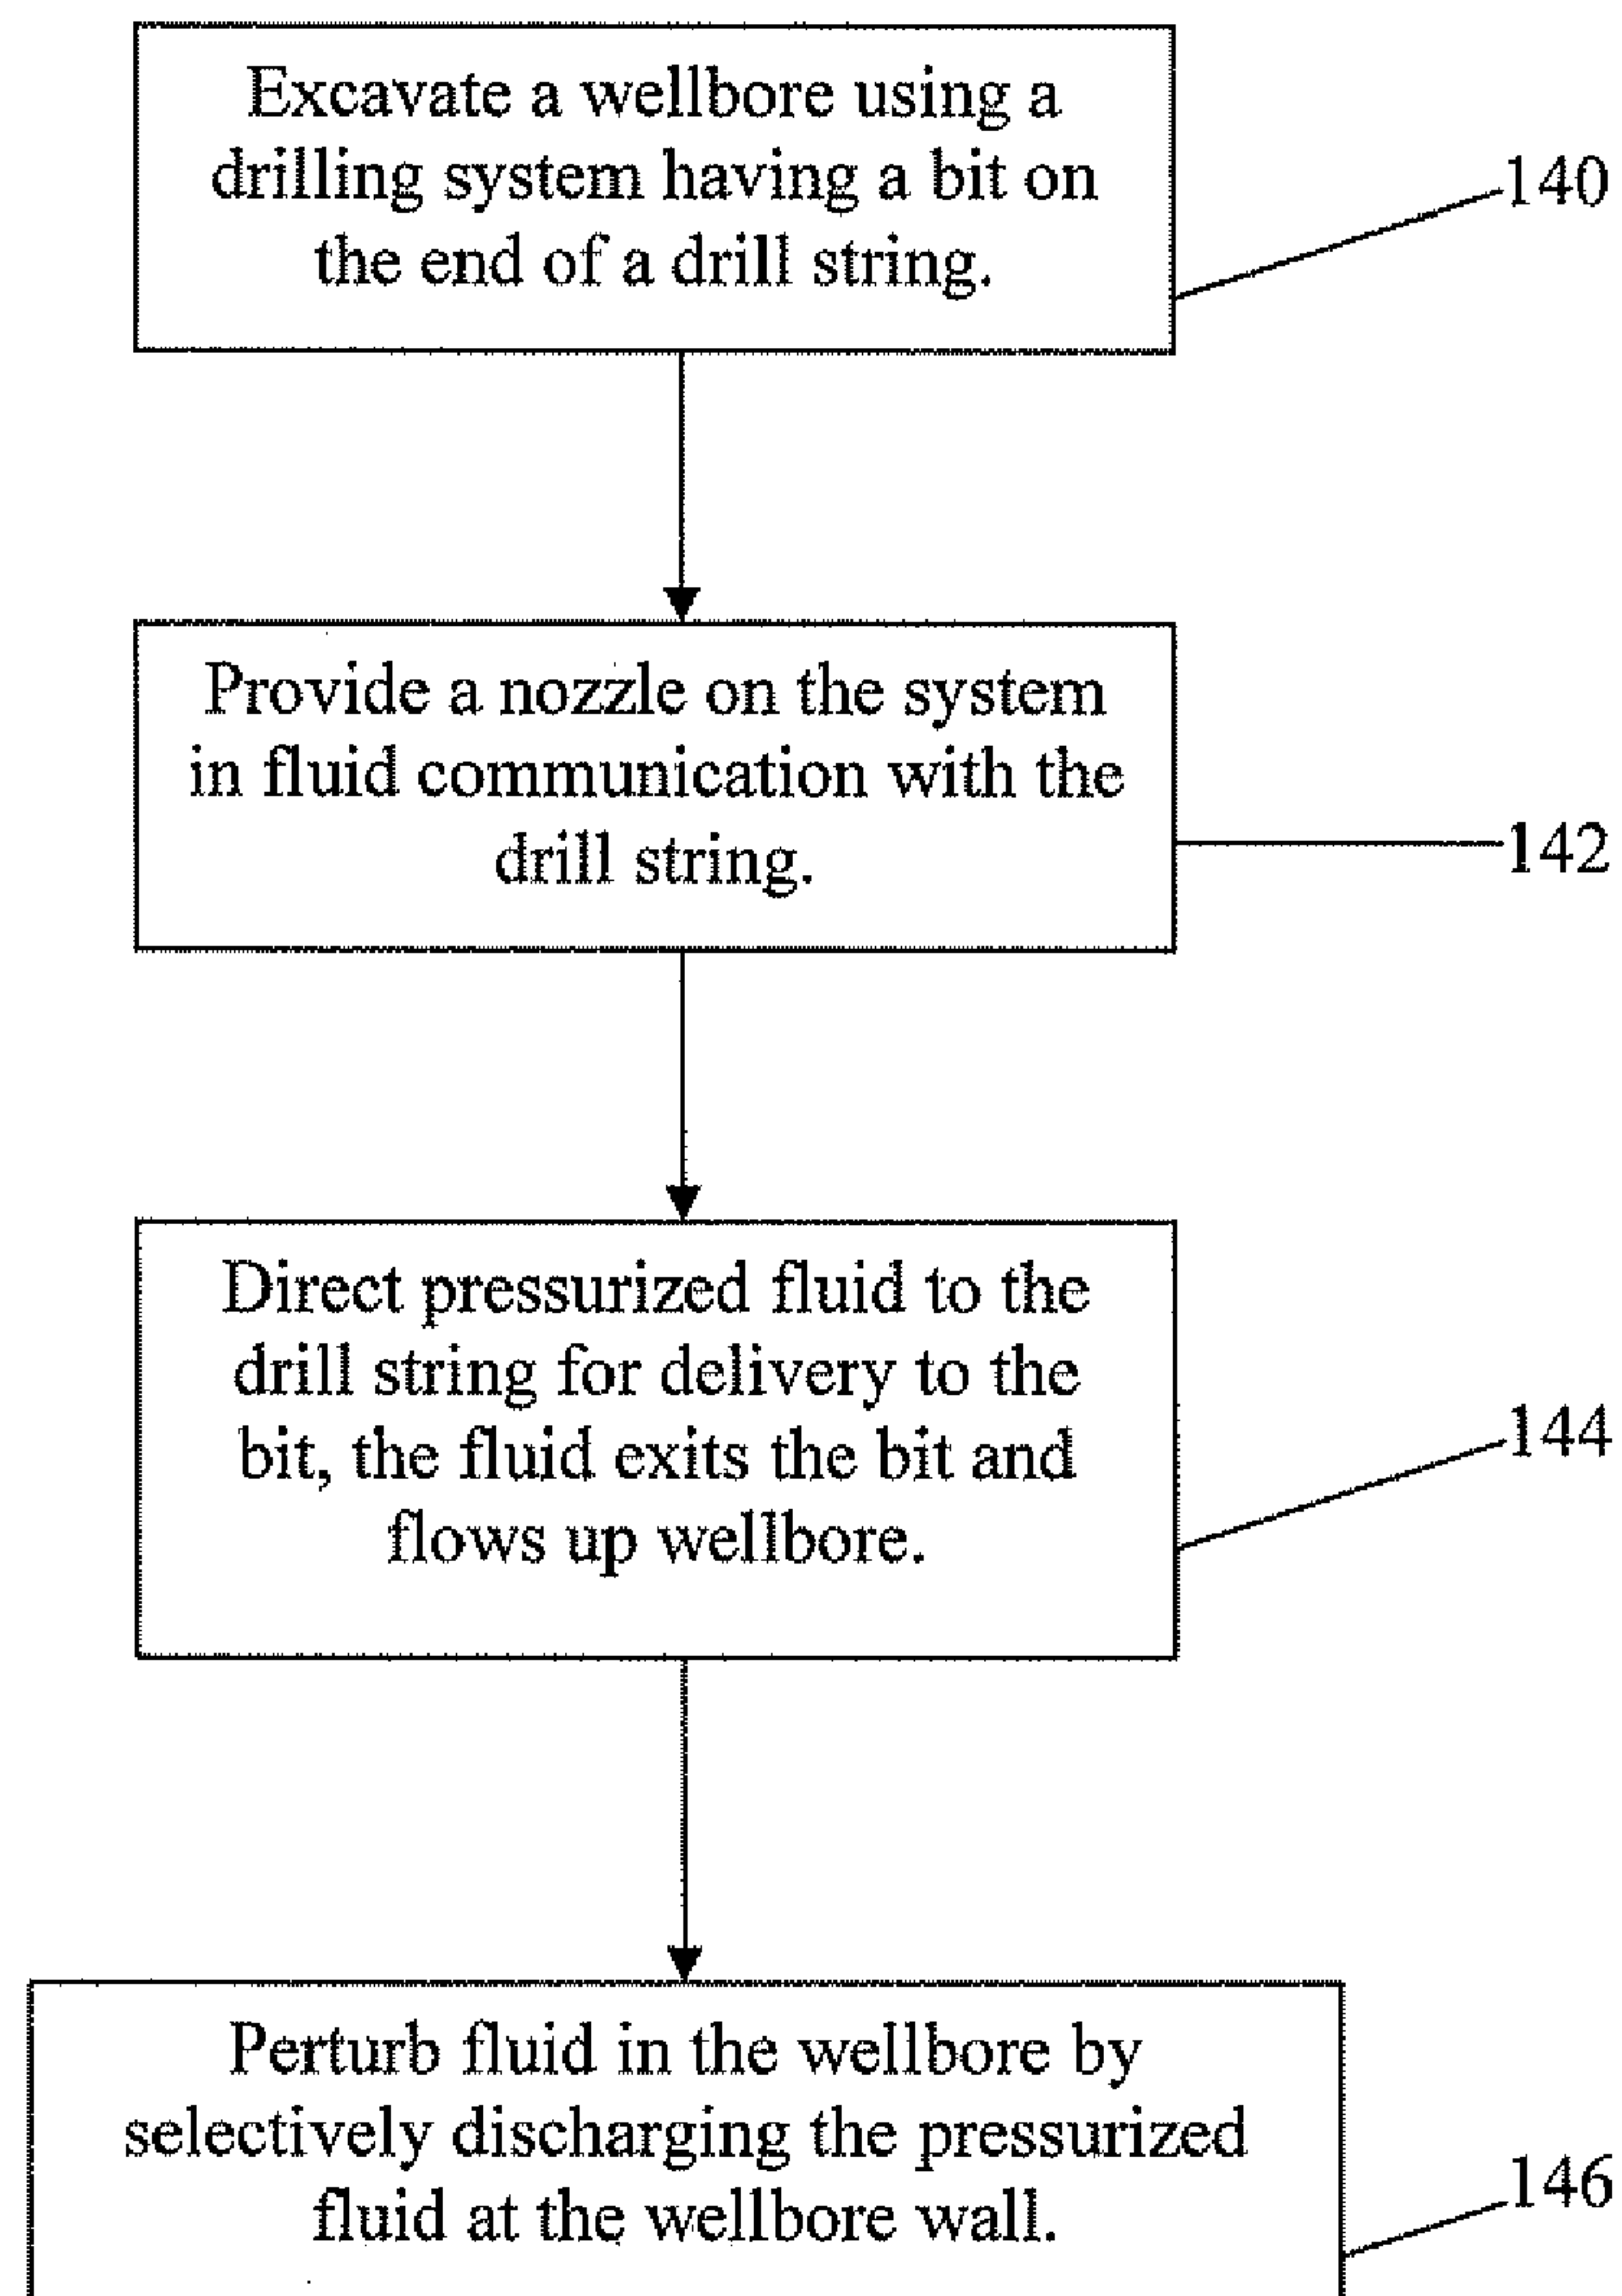 Excavate a wellbore using a
drilling system having a bit on
the end of a drill string.
140
Provide a nozzle on the system
in fluid communication with the
drill string.
142
Direct pressurized fluid to the
drill string for delivery to the
bit, the fluid exits the bit and
flows up wellbore.
144
Perturb fluid in the wellbore by
selectively discharging the pressurized
fluid at the wellbore wall.
146